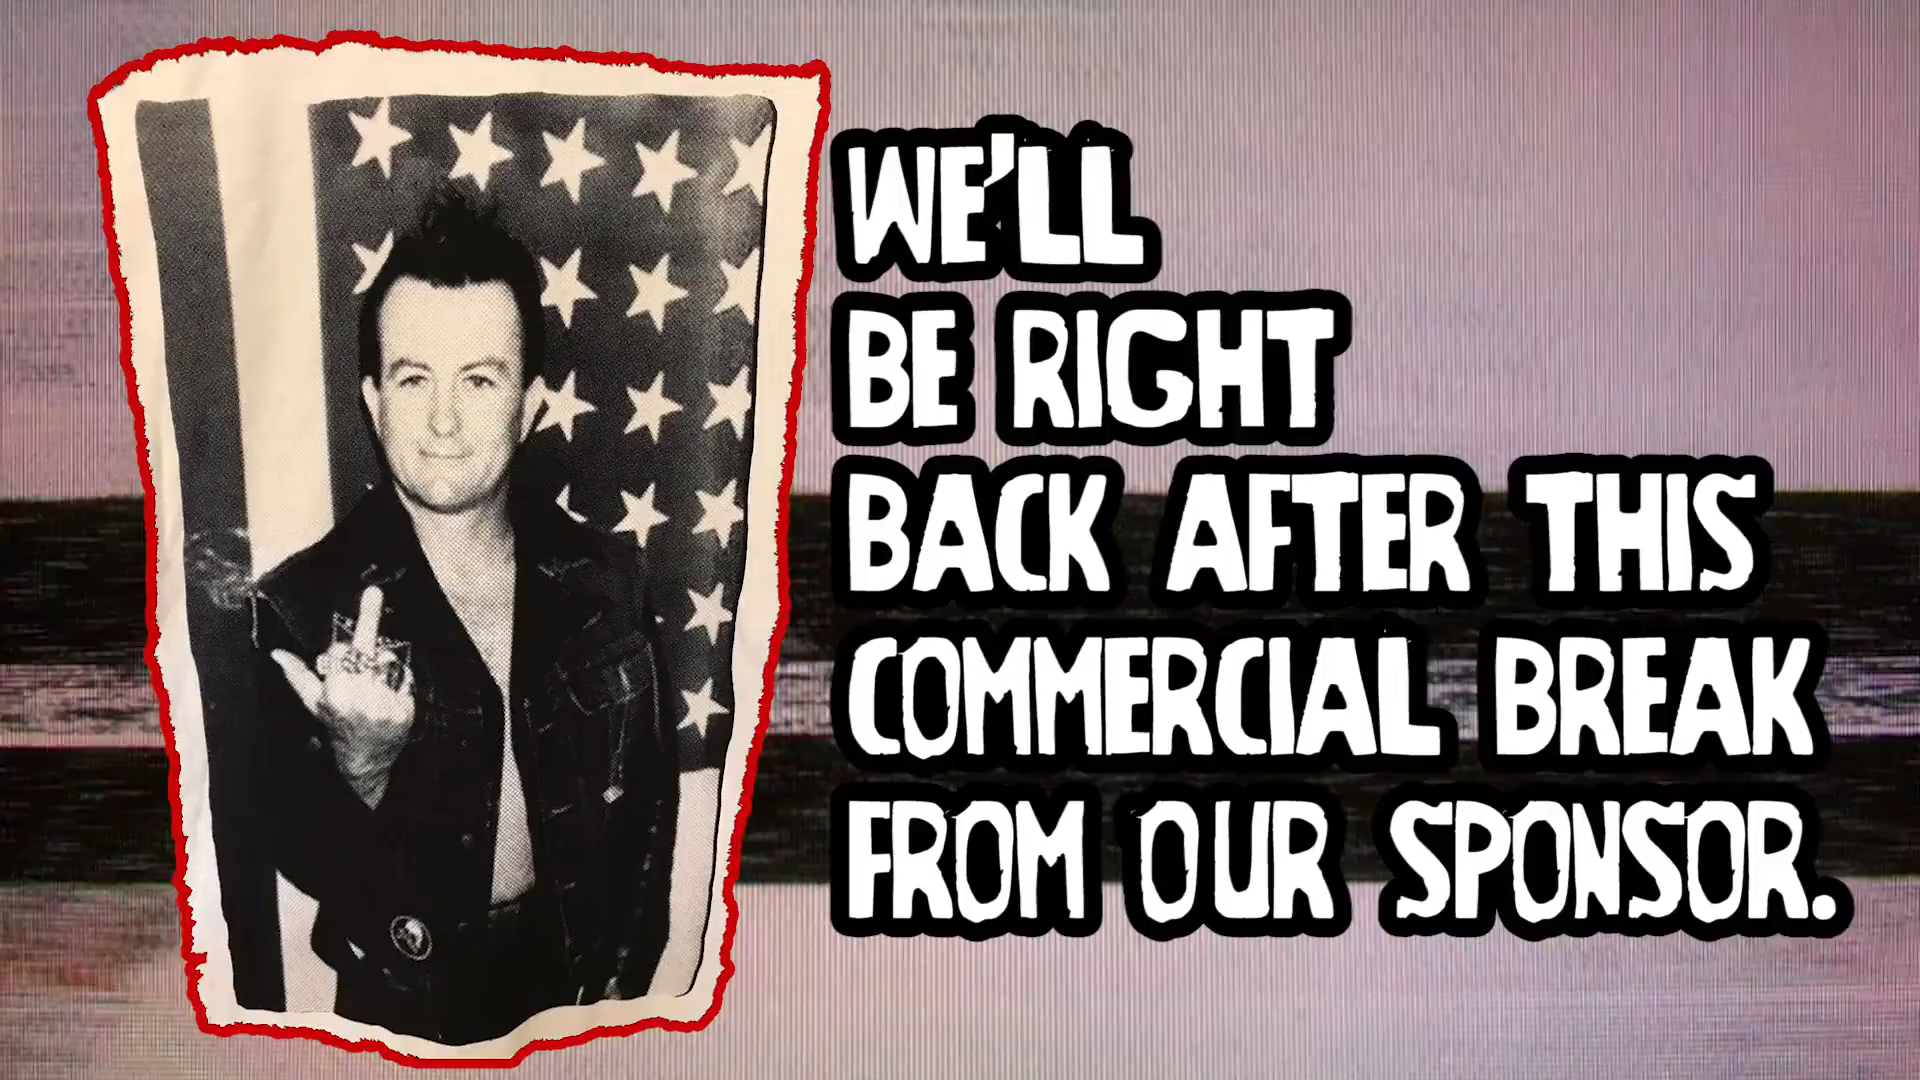 WE'LL
BE RIGHT
BACK AFTER THIS
COMMERCIAL BREAK
FROM OUR SPONSOR.